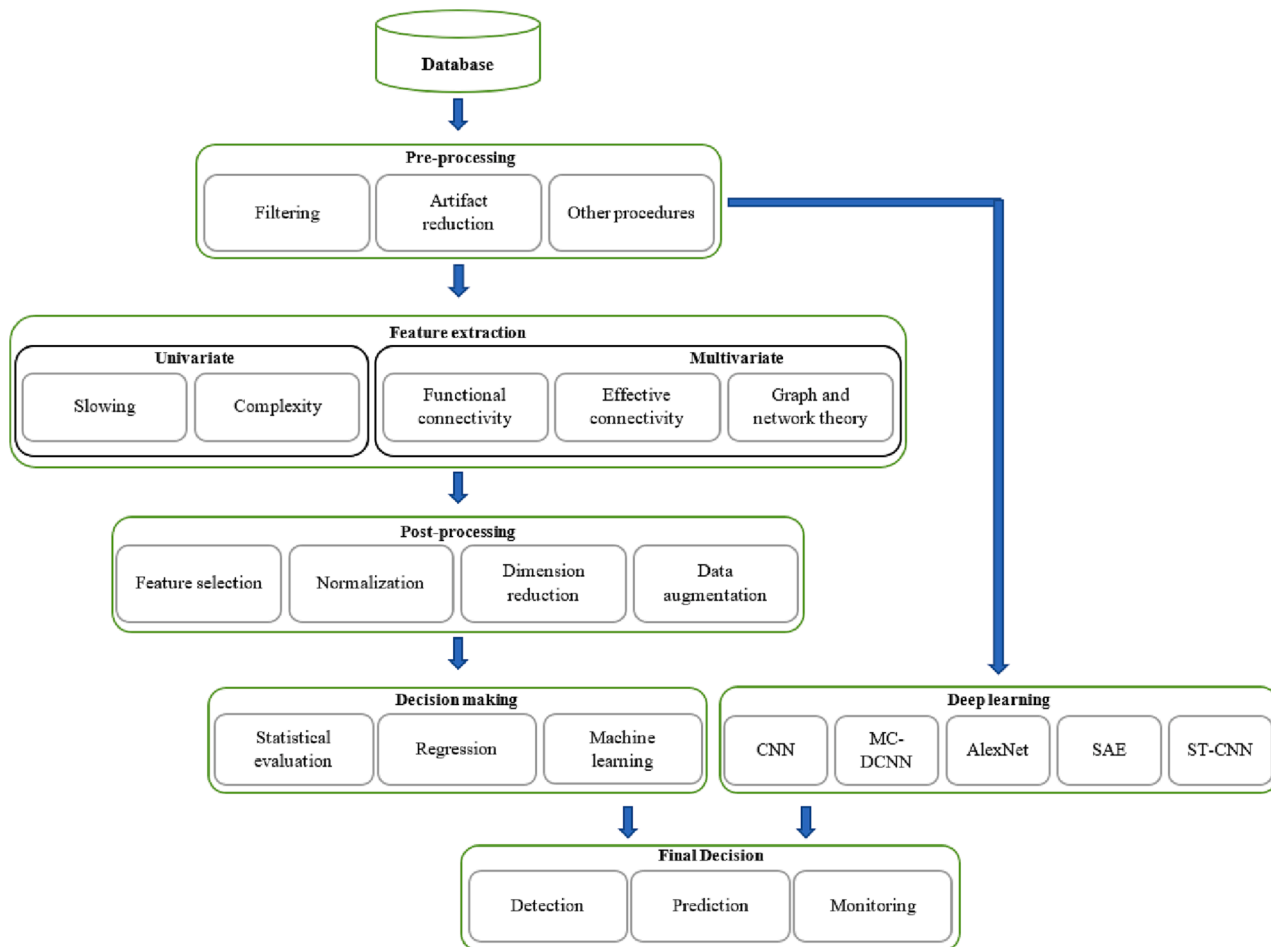 Database
Pre-processing
Filtering
Artifact
reduction
Other procedures
Feature extraction
Univariate
Slowing
Complexity
Multivariate
Functional
connectivity
Effective
connectivity
Graph and
network theory
Post-processing
Feature selection
Normalization
Dimension
reduction
Data
augmentation
Decision making
Statistical
evaluation
Regression
Machine
learning
Deep learning
CNN
MC-
DCNN
AlexNet
SAE
ST-CNN
Final Decision
Detection
Prediction
Monitoring